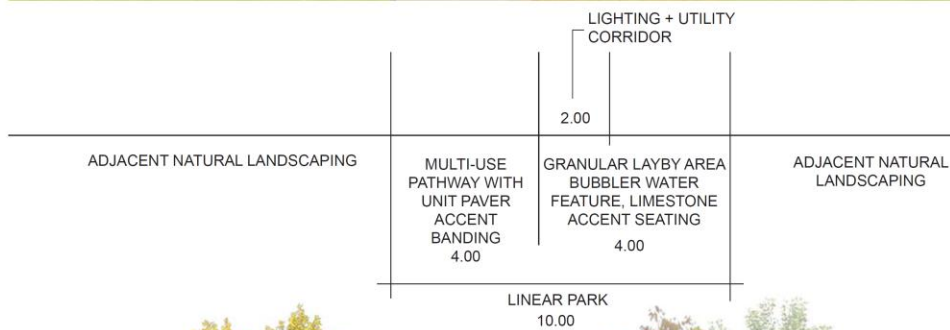 LIGHTING + UTILITY
CORRIDOR
2.00
ADJACENT NATURAL LANDSCAPING
MULTI-USE
PATHWAY WITH
UNIT PAVER
ACCENT
BANDING
4.00
GRANULAR LAYBY AREA
BUBBLER WATER
FEATURE, LIMESTONE
ACCENT SEATING
4.00
ADJACENT NATURAL
LANDSCAPING
LINEAR PARK
10.00